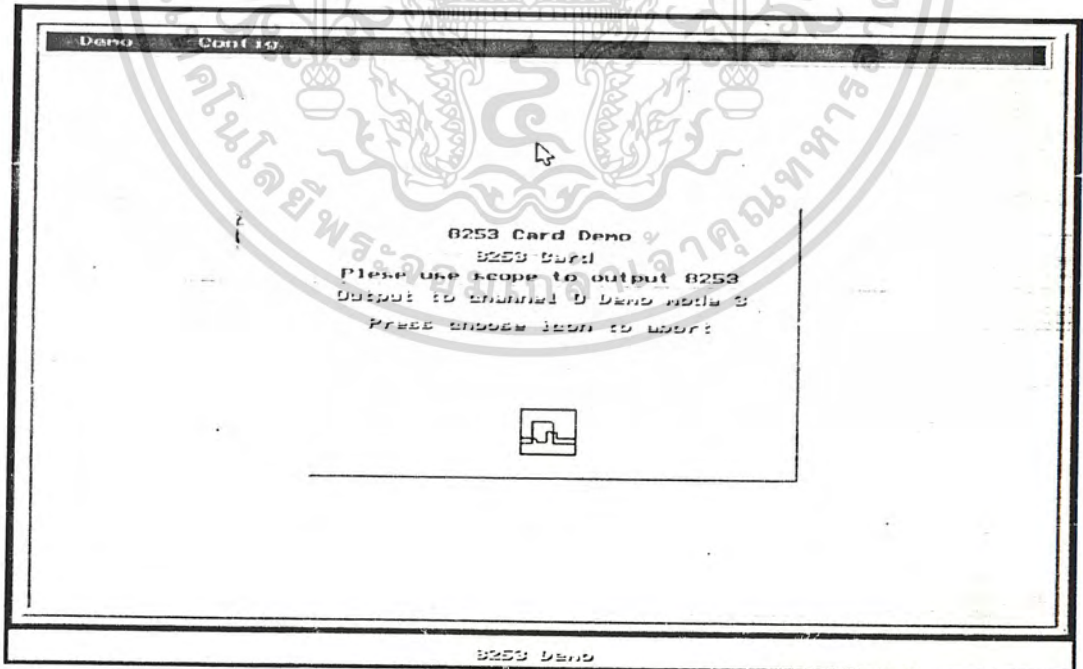 Demo Config
8253 Card Demo
8253 Card
Plese use scope to output 8253
Output to channel 0 Demo mode 3
Press choose icon to abort
8253 Demo